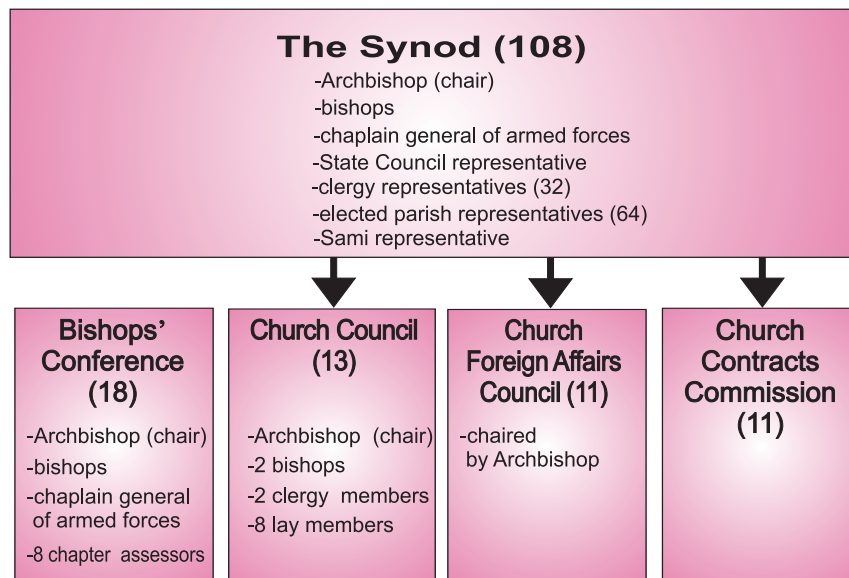 The Synod (108)
-Archbishop (chair)
-bishops
-chaplain general of armed forces
-State Council representative
-clergy representatives (32)
-elected parish representatives (64)
-Sami representative
Bishops’
Conference
(18)
-Archbishop (chair)
-bishops
-chaplain general
of armed forces
-8 chapter assessors
Church Council
(13)
-Archbishop (chair)
-2 bishops
-2 clergy members
-8 lay members
Church
Foreign Affairs
Council (11)
-chaired
by Archbishop
Church
Contracts
Commission
(11)